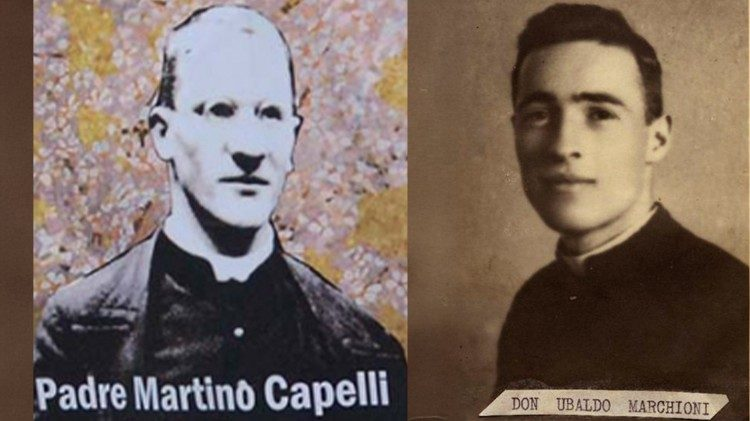 Padre Martino Capelli
DON UBALDO MARCHIONI